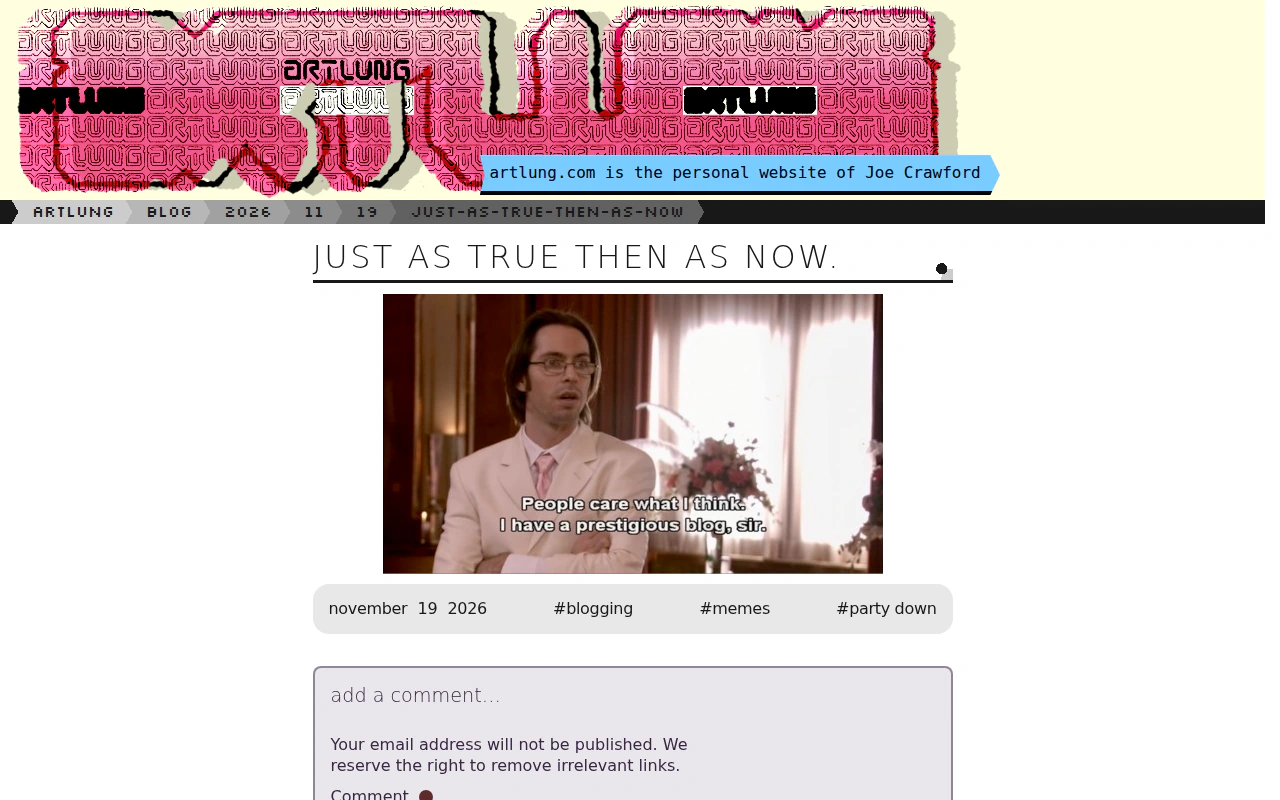 ARTLUNG
ARTLUNG
ARTLUNG
ARTLUNG
artlung.com is the personal website of Joe Crawford
ARTLUNG BLOG 2026 11 19 JUST-AS-TRUE-THEN-AS-NOW
JUST AS TRUE THEN AS NOW.
People care what I think.
I have a prestigious blog, sir.
november 19 2026 #blogging #memes #party down
add a comment...
Your email address will not be published. We
reserve the right to remove irrelevant links.
Comment